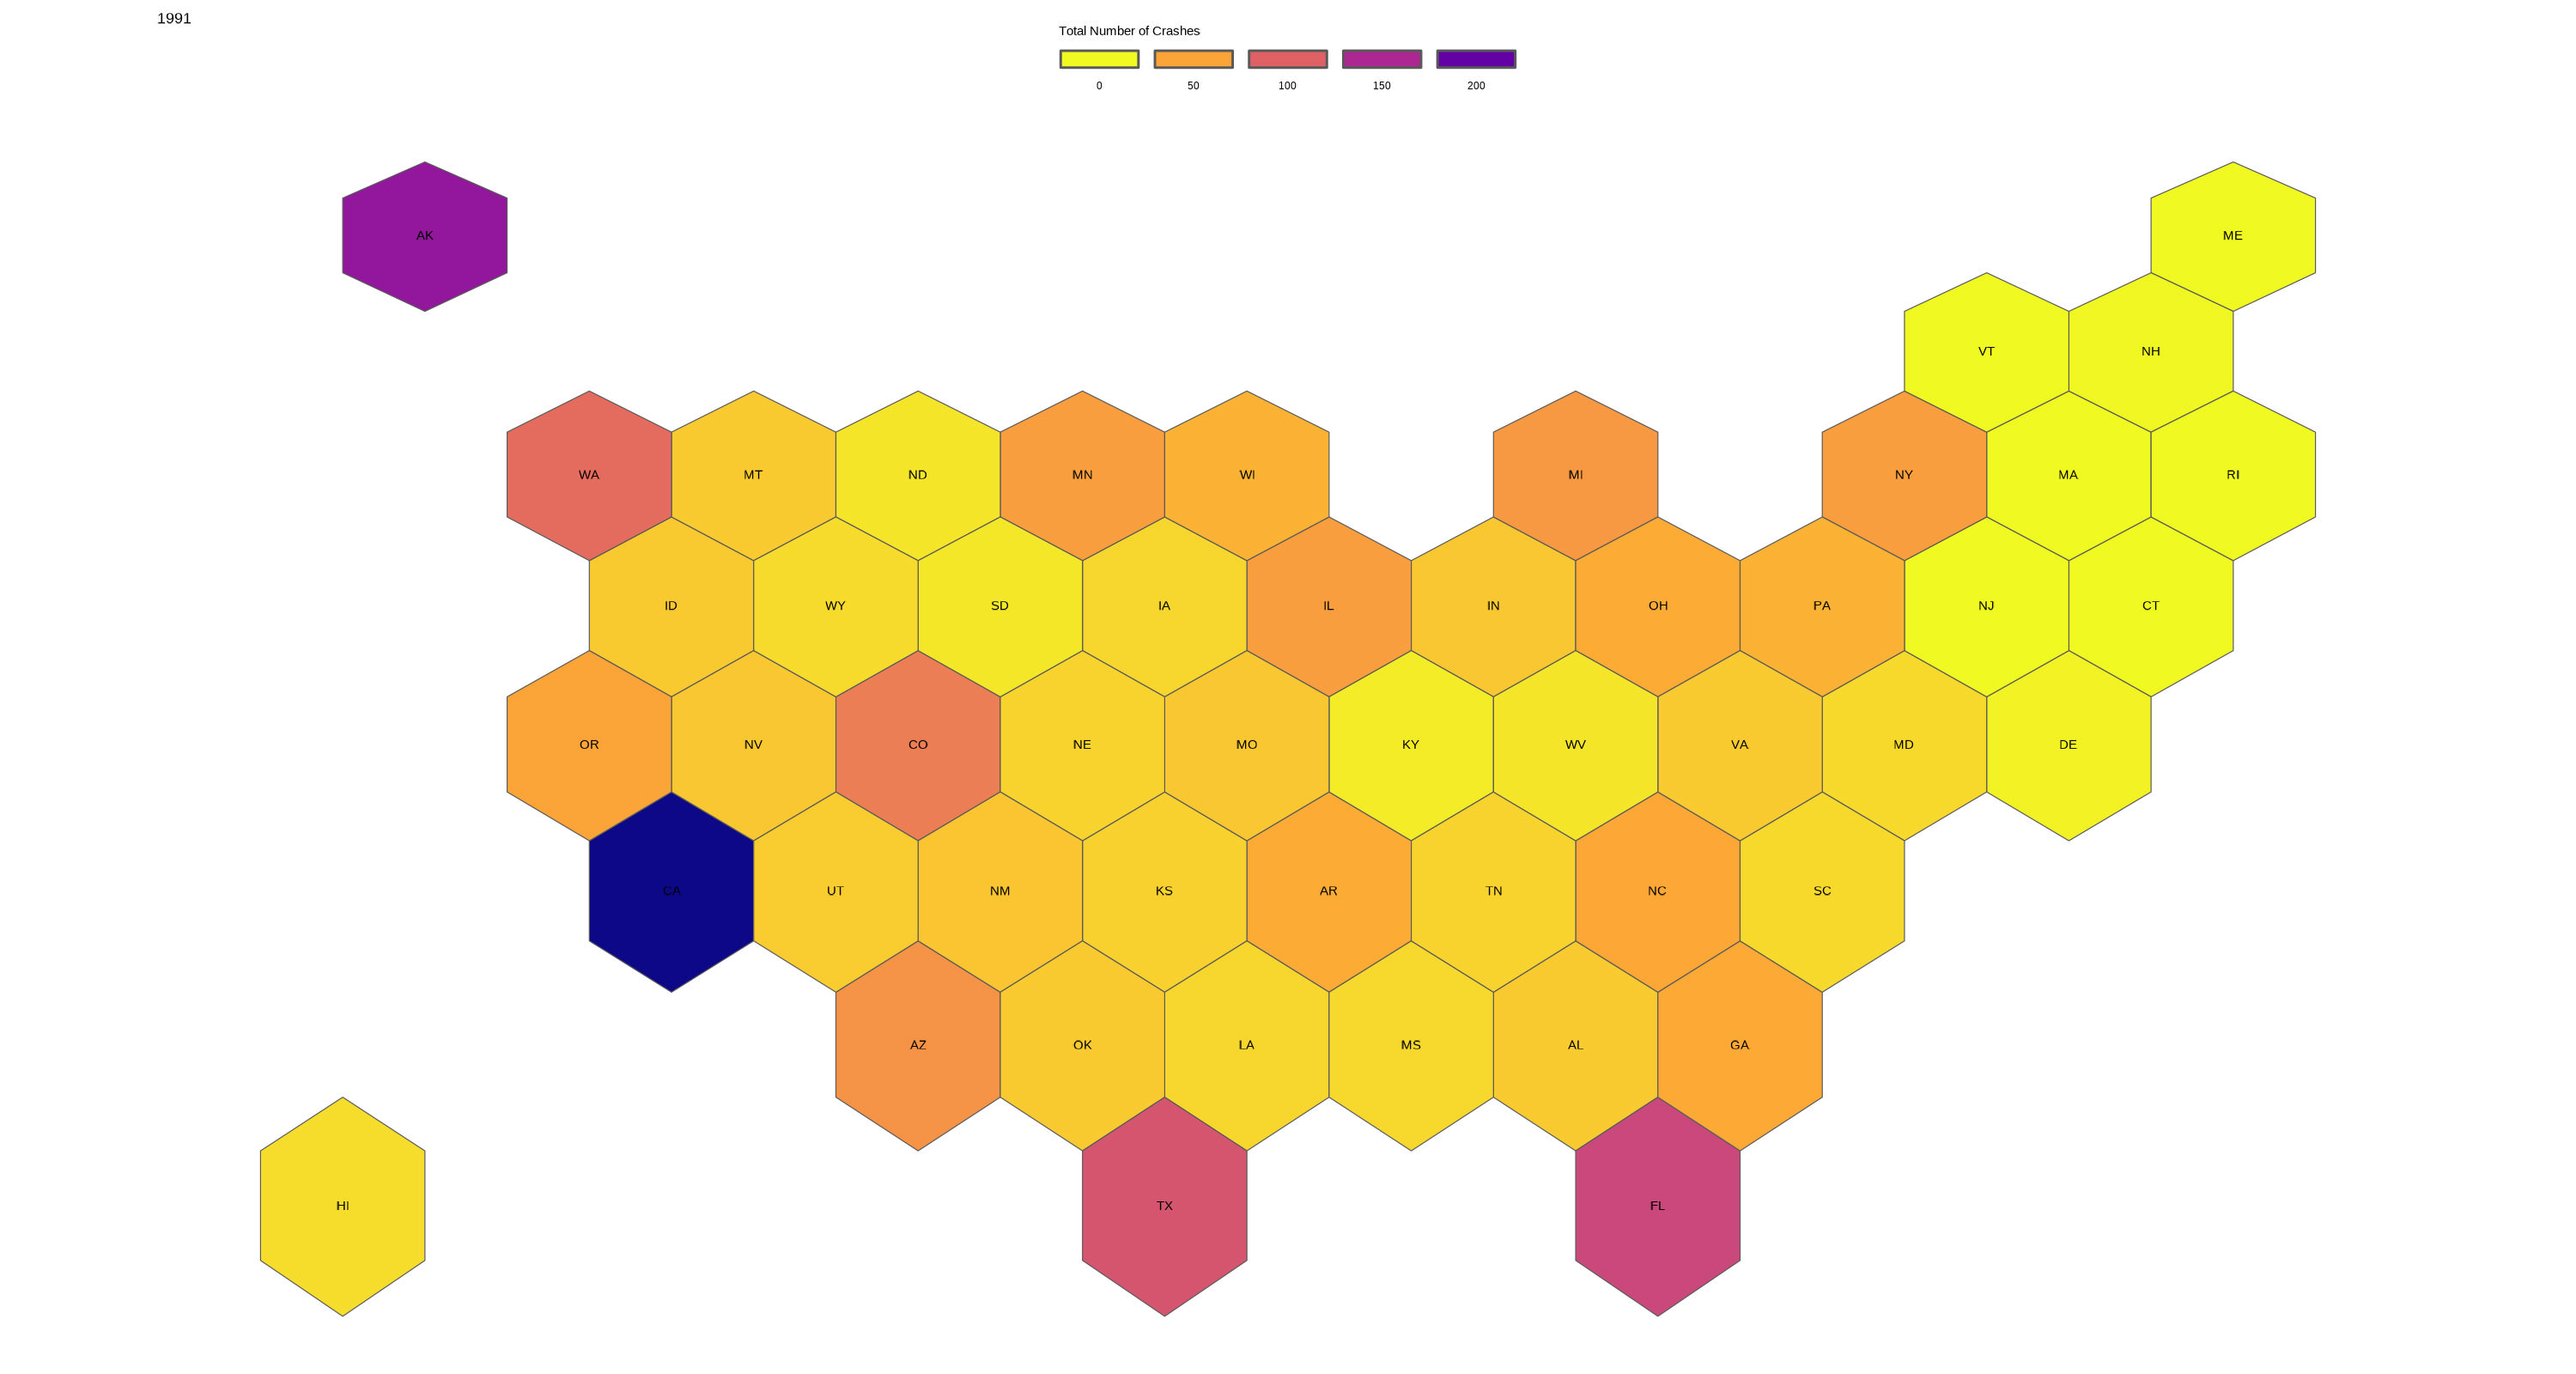 1991
Total Number of Crashes
0 50 100 150 200
AK
ME
VT NH
WA MT ND MN WI MI NY MA RI
ID WY SD IA IL IN OH PA NJ CT
OR NV CO NE MO KY WV VA MD DE
CA UT NM KS AR TN NC SC
AZ OK LA MS AL GA
HI TX FL